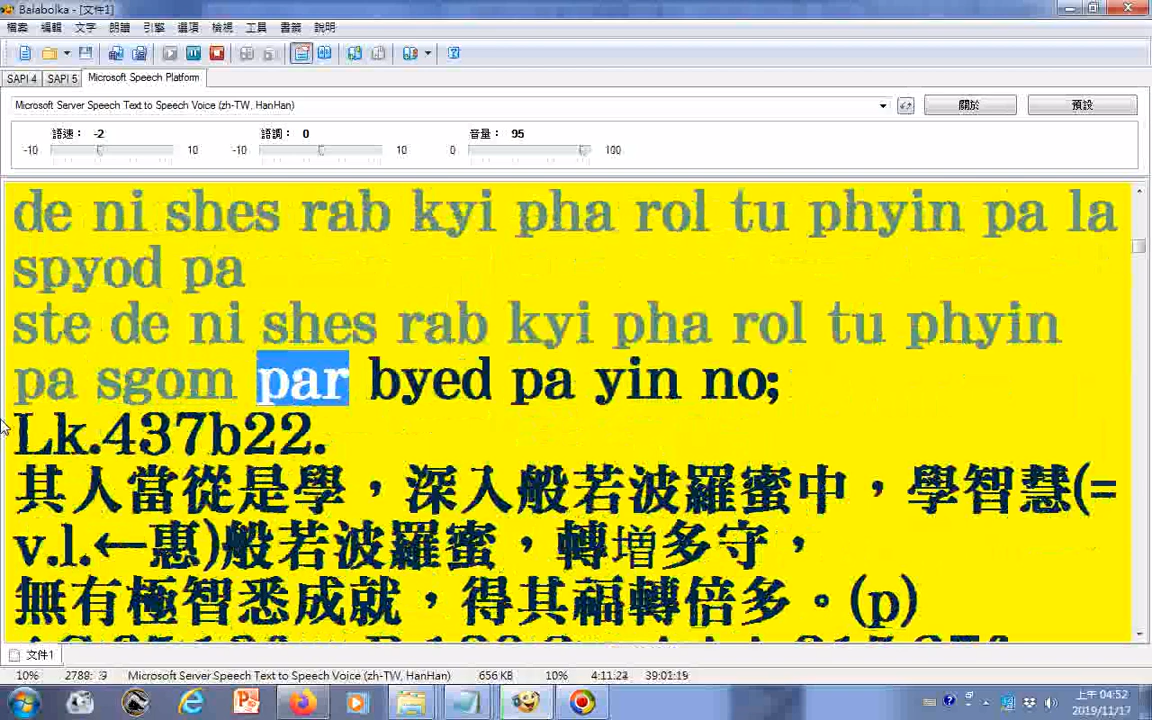 Balabolka - [文件1]
檔案 編輯 文字 朗讀 引擎 選項 檢視 工具 書籤 說明
SAPI 4 SAPI 5 Microsoft Speech Platform
Microsoft Server Speech Text to Speech Voice (zh-TW, HanHan) 關於 預設
語速： -2 語調： 0 音量： 95
-10 10 -10 10 0 100
de ni shes rab kyi pha rol tu phyin pa la
spyod pa
ste de ni shes rab kyi pha rol tu phyin
pa sgom par byed pa yin no;
Lk.437b22.
其人當從是學，深入般若波羅蜜中，學智慧(=
v.l.←惠)般若波羅蜜，轉增多守，
無有極智悉成就，得其福轉倍多。(p)
文件1
10% 2788: Microsoft Server Speech Text to Speech Voice (zh-TW, HanHan) 656 KB 10% 4:11.23 39:01:19
上午 04:52
2019/11/17